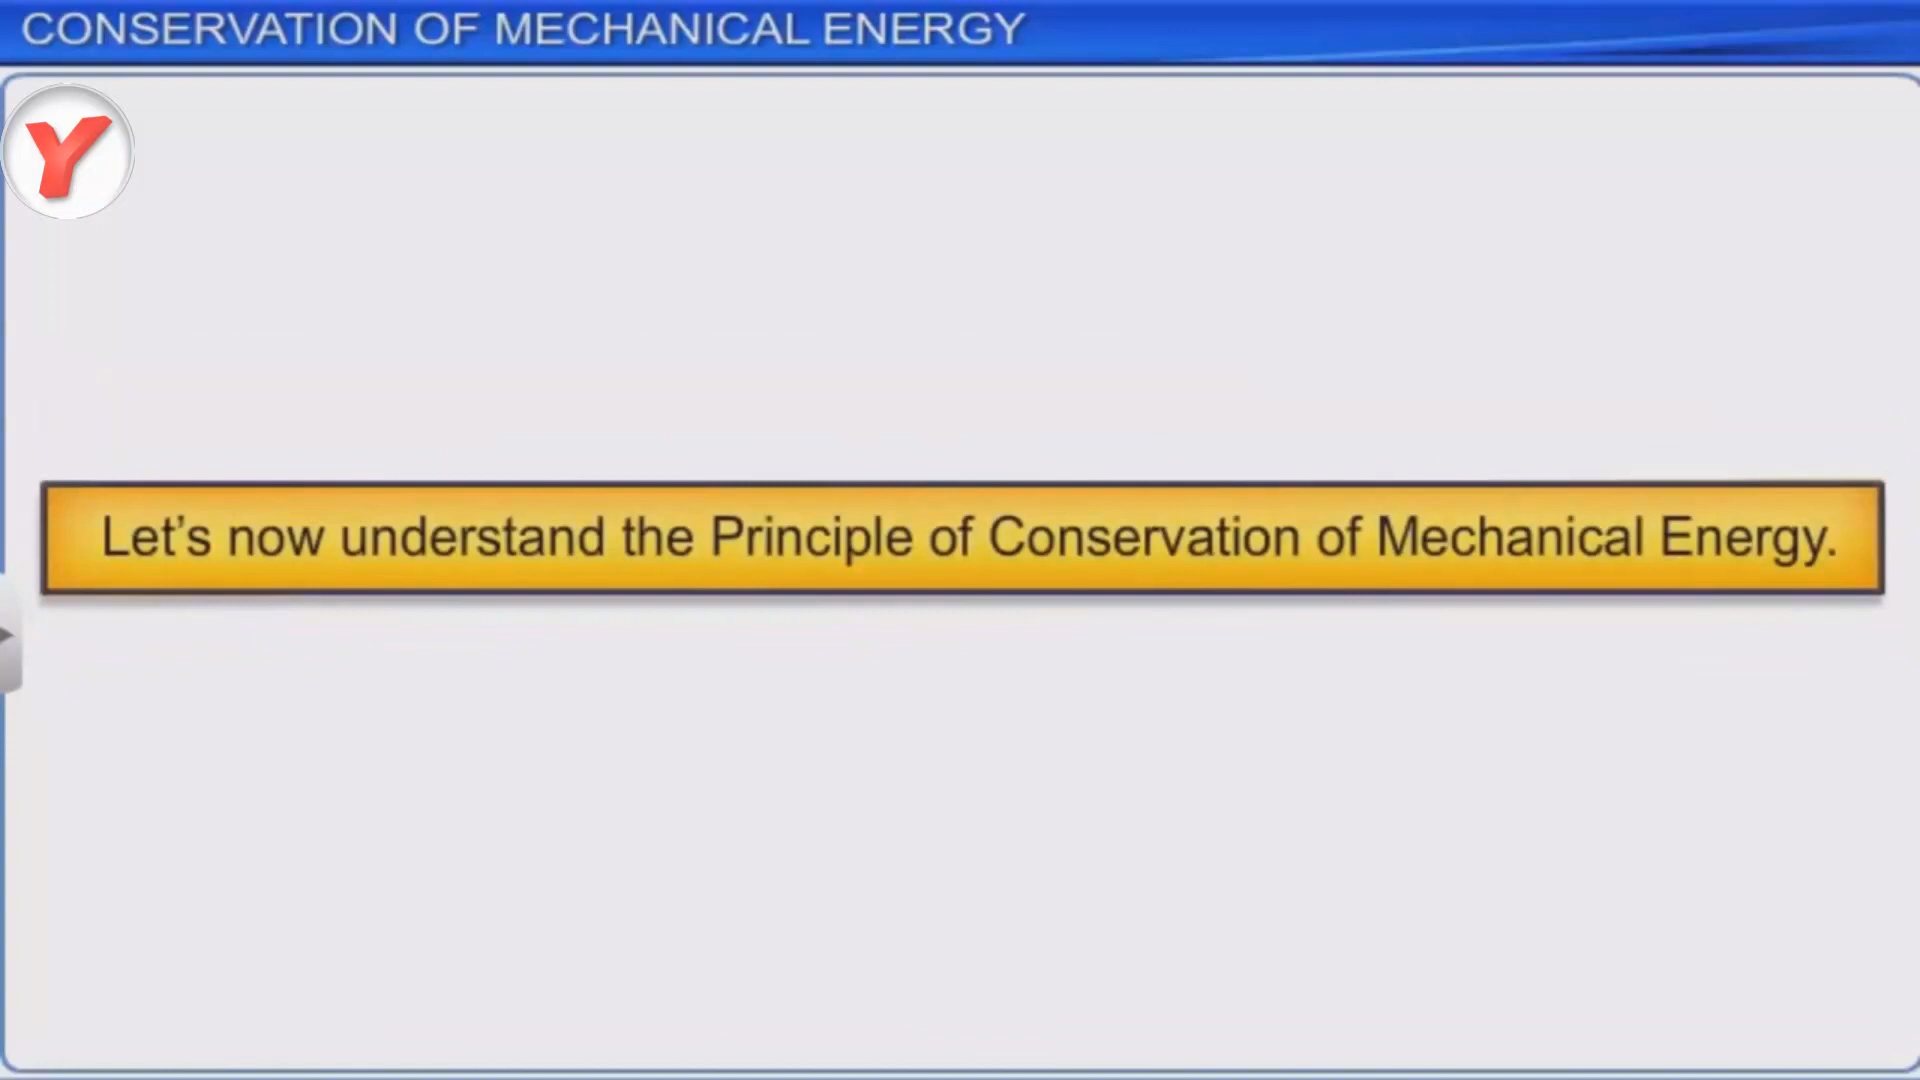 CONSERVATION OF MECHANICAL ENERGY
Y
Let’s now understand the Principle of Conservation of Mechanical Energy.